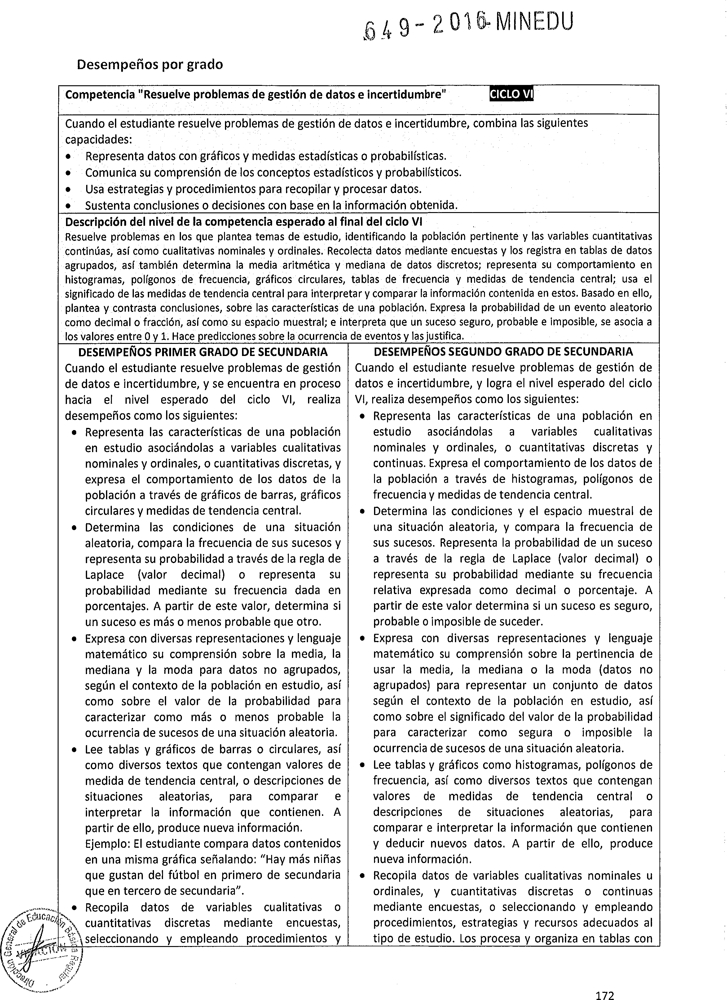 649-2016-MINEDU
Desempeños por grado
Competencia "Resuelve problemas de gestión de datos e incertidumbre" CICLO VI
Cuando el estudiante resuelve problemas de gestión de datos e incertidumbre, combina las siguientes
capacidades:
• Representa datos con gráficos y medidas estadísticas o probabilísticas.
• Comunica su comprensión de los conceptos estadísticos y probabilísticos.
• Usa estrategias y procedimientos para recopilar y procesar datos.
• Sustenta conclusiones o decisiones con base en la información obtenida.
Descripción del nivel de la competencia esperado al final del ciclo VI
Resuelve problemas en los que plantea temas de estudio, identificando la población pertinente y las variables cuantitativas
continúas, así como cualitativas nominales y ordinales. Recolecta datos mediante encuestas y los registra en tablas de datos
agrupados, así también determina la media aritmética y mediana de datos discretos; representa su comportamiento en
histogramas, polígonos de frecuencia, gráficos circulares, tablas de frecuencia y medidas de tendencia central; usa el
significado de las medidas de tendencia central para interpretar y comparar la información contenida en estos. Basado en ello,
plantea y contrasta conclusiones, sobre las características de una población. Expresa la probabilidad de un evento aleatorio
como decimal o fracción, así como su espacio muestral; e interpreta que un suceso seguro, probable e imposible, se asocia a
los valores entre 0 y 1. Hace predicciones sobre la ocurrencia de eventos y las justifica.
DESEMPEÑOS PRIMER GRADO DE SECUNDARIA
Cuando el estudiante resuelve problemas de gestión
de datos e incertidumbre, y se encuentra en proceso
hacia el nivel esperado del ciclo VI, realiza
desempeños como los siguientes:
• Representa las características de una población
en estudio asociándolas a variables cualitativas
nominales y ordinales, o cuantitativas discretas, y
expresa el comportamiento de los datos de la
población a través de gráficos de barras, gráficos
circulares y medidas de tendencia central.
• Determina las condiciones de una situación
aleatoria, compara la frecuencia de sus sucesos y
representa su probabilidad a través de la regla de
Laplace (valor decimal) o representa su
probabilidad mediante su frecuencia dada en
porcentajes. A partir de este valor, determina si
un suceso es más o menos probable que otro.
• Expresa con diversas representaciones y lenguaje
matemático su comprensión sobre la media, la
mediana y la moda para datos no agrupados,
según el contexto de la población en estudio, así
como sobre el valor de la probabilidad para
caracterizar como más o menos probable la
ocurrencia de sucesos de una situación aleatoria.
• Lee tablas y gráficos de barras o circulares, así
como diversos textos que contengan valores de
medida de tendencia central, o descripciones de
situaciones aleatorias, para comparar e
interpretar la información que contienen. A
partir de ello, produce nueva información.
Ejemplo: El estudiante compara datos contenidos
en una misma gráfica señalando: "Hay más niñas
que gustan del fútbol en primero de secundaria
que en tercero de secundaria".
• Recopila datos de variables cualitativas o
cuantitativas discretas mediante encuestas,
seleccionando y empleando procedimientos y
DESEMPEÑOS SEGUNDO GRADO DE SECUNDARIA
Cuando el estudiante resuelve problemas de gestión de
datos e incertidumbre, y logra el nivel esperado del ciclo
VI, realiza desempeños como los siguientes:
• Representa las características de una población en
estudio asociándolas a variables cualitativas
nominales y ordinales, o cuantitativas discretas y
continuas. Expresa el comportamiento de los datos de
la población a través de histogramas, polígonos de
frecuencia y medidas de tendencia central.
• Determina las condiciones y el espacio muestral de
una situación aleatoria, y compara la frecuencia de
sus sucesos. Representa la probabilidad de un suceso
a través de la regla de Laplace (valor decimal) o
representa su probabilidad mediante su frecuencia
relativa expresada como decimal o porcentaje. A
partir de este valor determina si un suceso es seguro,
probable o imposible de suceder.
• Expresa con diversas representaciones y lenguaje
matemático su comprensión sobre la pertinencia de
usar la media, la mediana o la moda (datos no
agrupados) para representar un conjunto de datos
según el contexto de la población en estudio, así
como sobre el significado del valor de la probabilidad
para caracterizar como segura o imposible la
ocurrencia de sucesos de una situación aleatoria.
• Lee tablas y gráficos como histogramas, polígonos de
frecuencia, así como diversos textos que contengan
valores de medidas de tendencia central o
descripciones de situaciones aleatorias, para
comparar e interpretar la información que contienen
y deducir nuevos datos. A partir de ello, produce
nueva información.
• Recopila datos de variables cualitativas nominales u
ordinales, y cuantitativas discretas o continuas
mediante encuestas, o seleccionando y empleando
procedimientos, estrategias y recursos adecuados al
tipo de estudio. Los procesa y organiza en tablas con
Dirección General de Educación Básica Regular
172